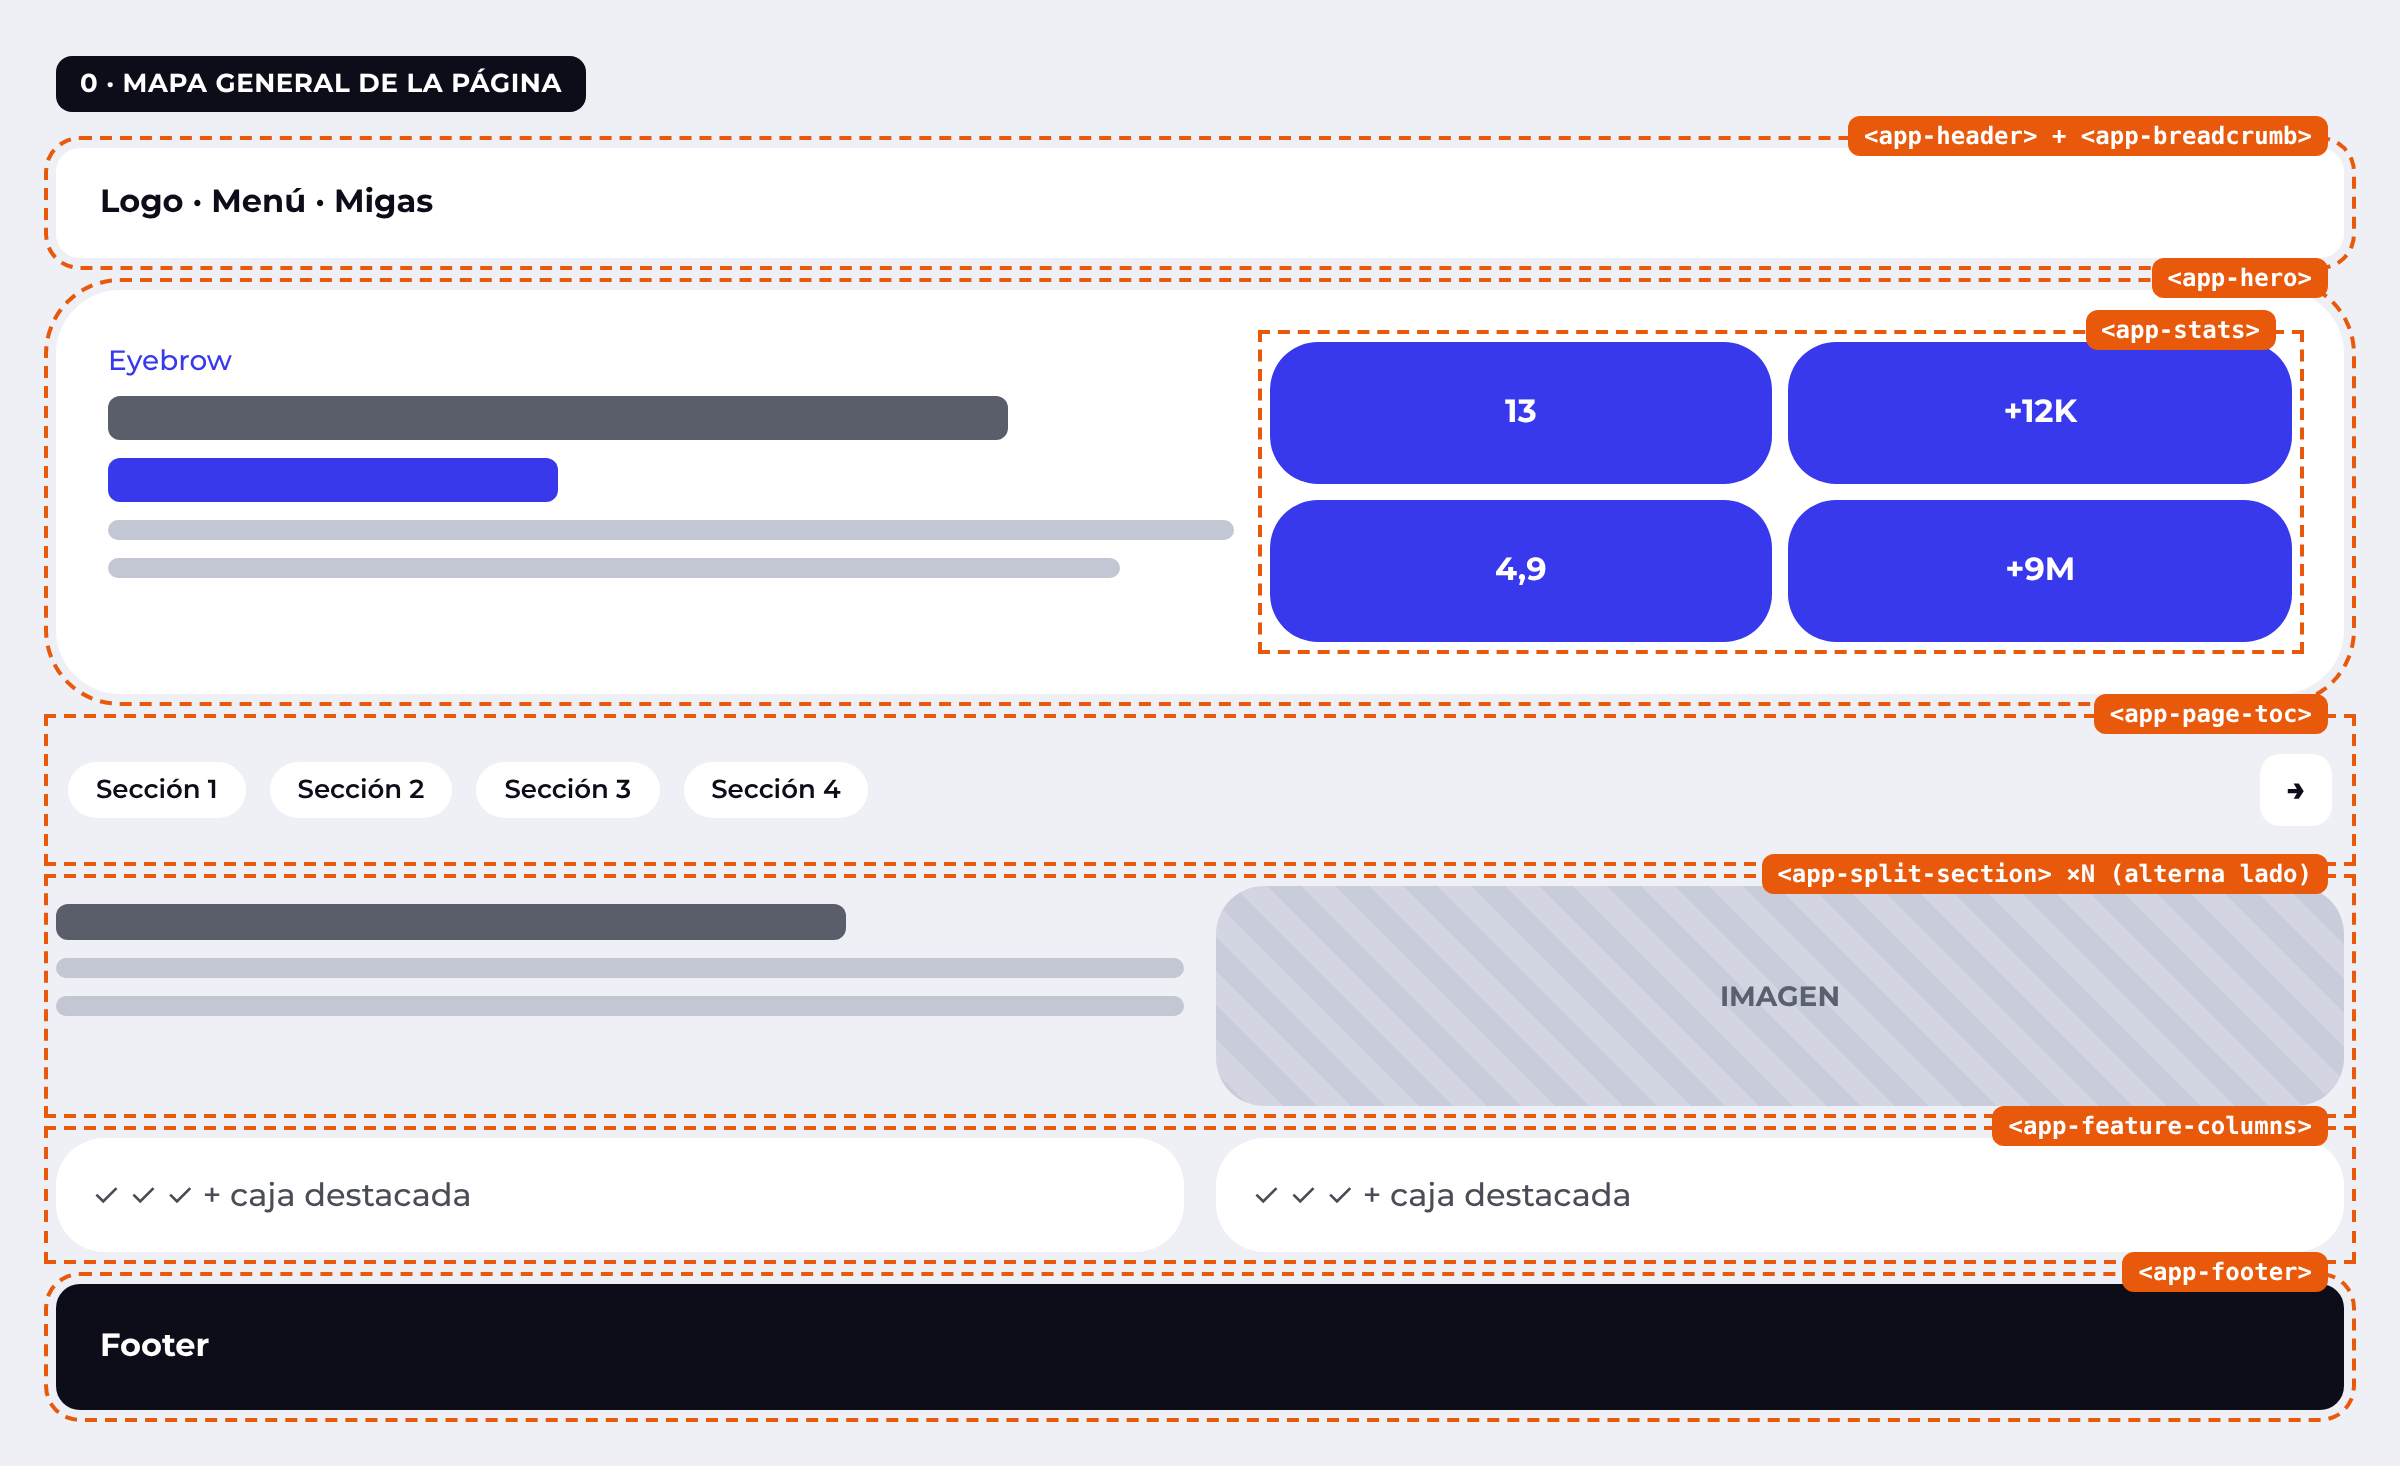 0 · MAPA GENERAL DE LA PÁGINA
<app-header> + <app-breadcrumb>
Logo · Menú · Migas
<app-hero>
<app-stats>
Eyebrow
13
+12K
4,9
+9M
<app-page-toc>
Sección 1
Sección 2
Sección 3
Sección 4
→
<app-split-section> ×N (alterna lado)
IMAGEN
<app-feature-columns>
✓ ✓ ✓ + caja destacada
✓ ✓ ✓ + caja destacada
<app-footer>
Footer